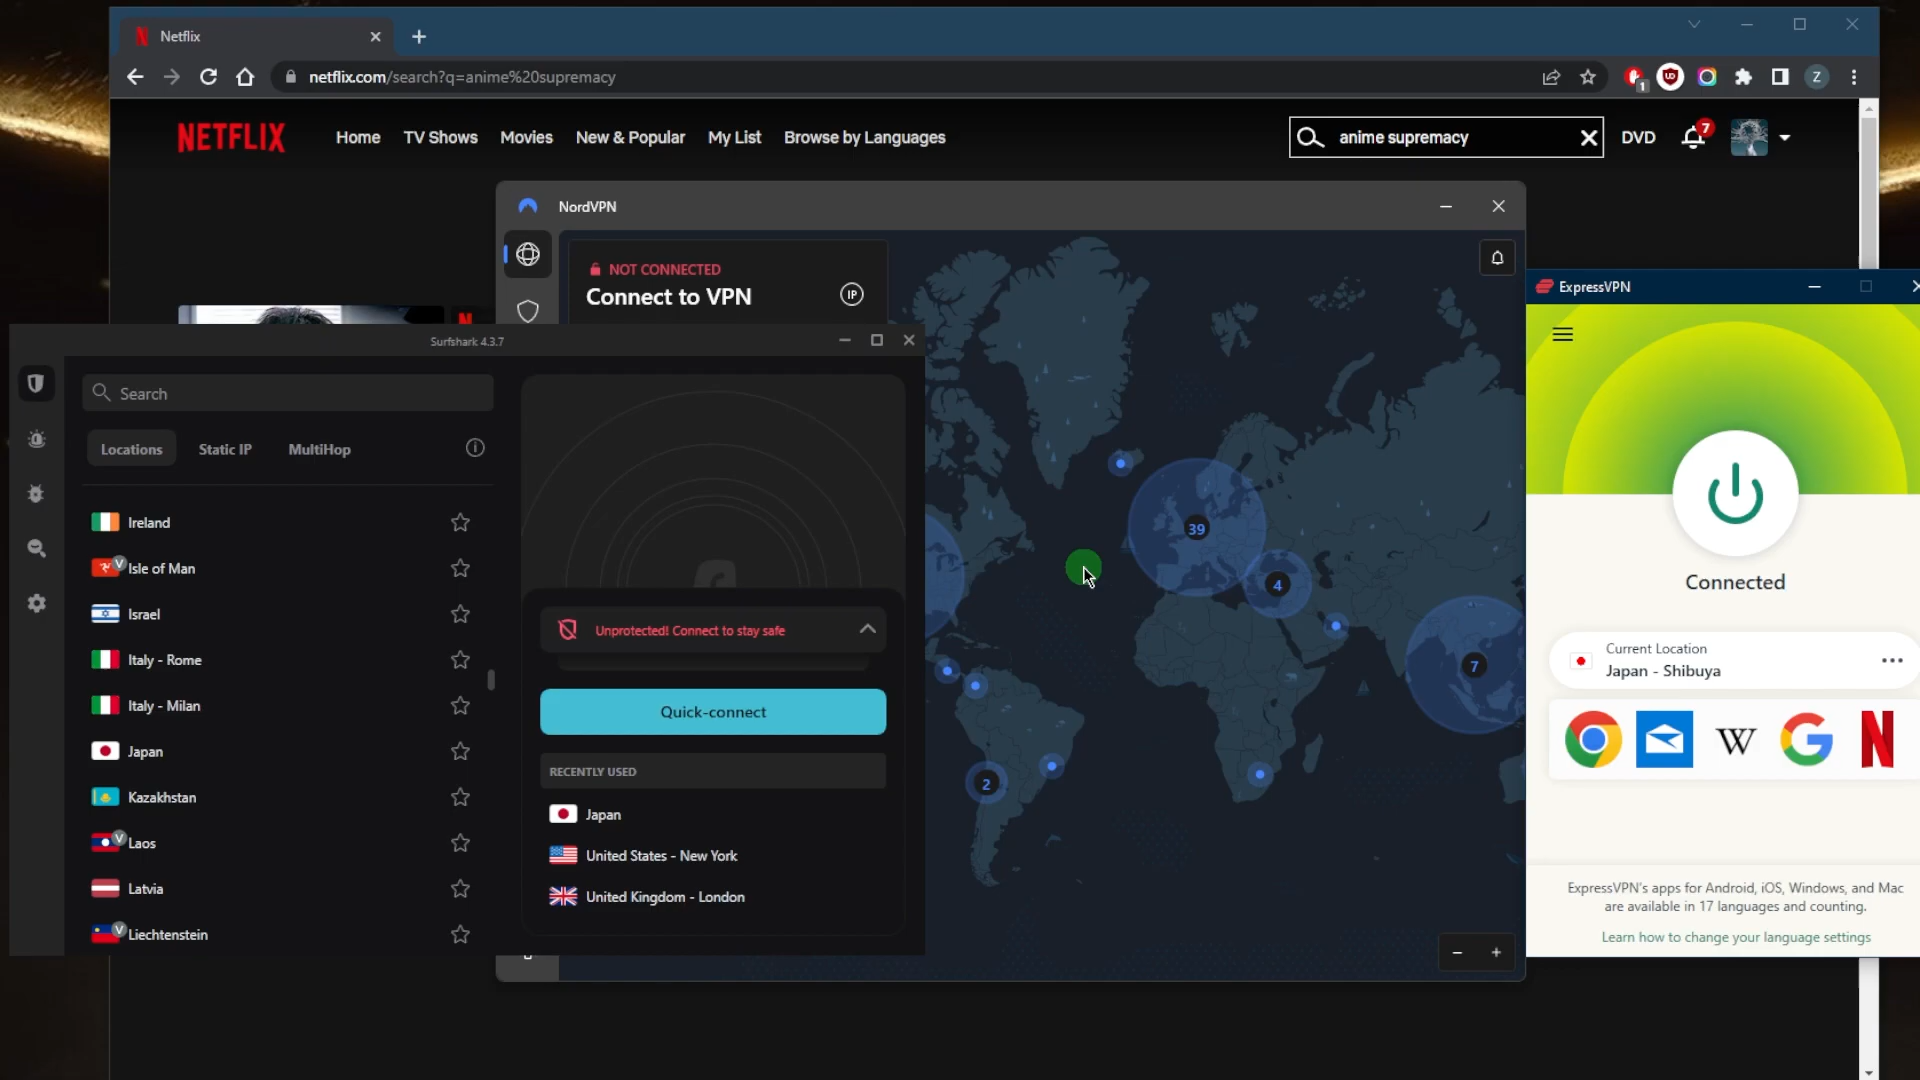 Netflix
netflix.com/search?q=anime%20supremacy
1
UD
Z
NETFLIX
Home
TV Shows
Movies
New & Popular
My List
Browse by Languages
anime supremacy
DVD
7
NordVPN
NOT CONNECTED
Connect to VPN
IP
39
4
7
2
Surfshark 4.3.7
Search
Locations
Static IP
MultiHop
Ireland
V Isle of Man
Israel
Italy - Rome
Italy - Milan
Japan
Kazakhstan
V Laos
Latvia
V Liechtenstein
Unprotected! Connect to stay safe
Quick-connect
RECENTLY USED
Japan
United States - New York
United Kingdom - London
ExpressVPN
Connected
Current Location
Japan - Shibuya
W
G
N
ExpressVPN's apps for Android, iOS, Windows, and Mac
are available in 17 languages and counting.
Learn how to change your language settings